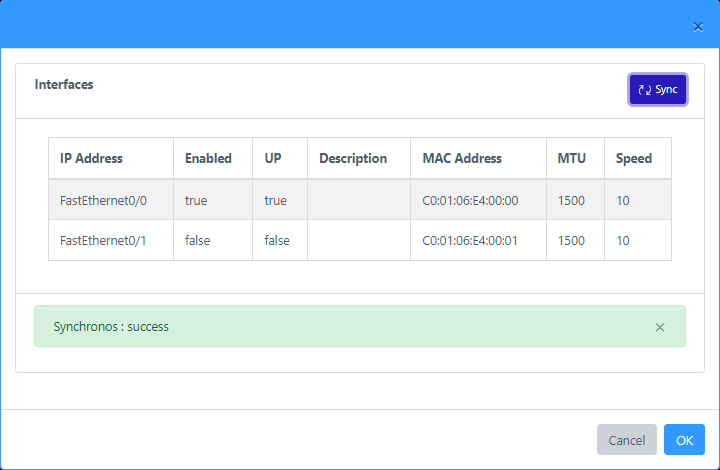 ×
Interfaces
Sync
IP Address Enabled UP Description MAC Address MTU Speed
FastEthernet0/0 true true C0:01:06:E4:00:00 1500 10
FastEthernet0/1 false false C0:01:06:E4:00:01 1500 10
Synchronos : success ×
Cancel OK